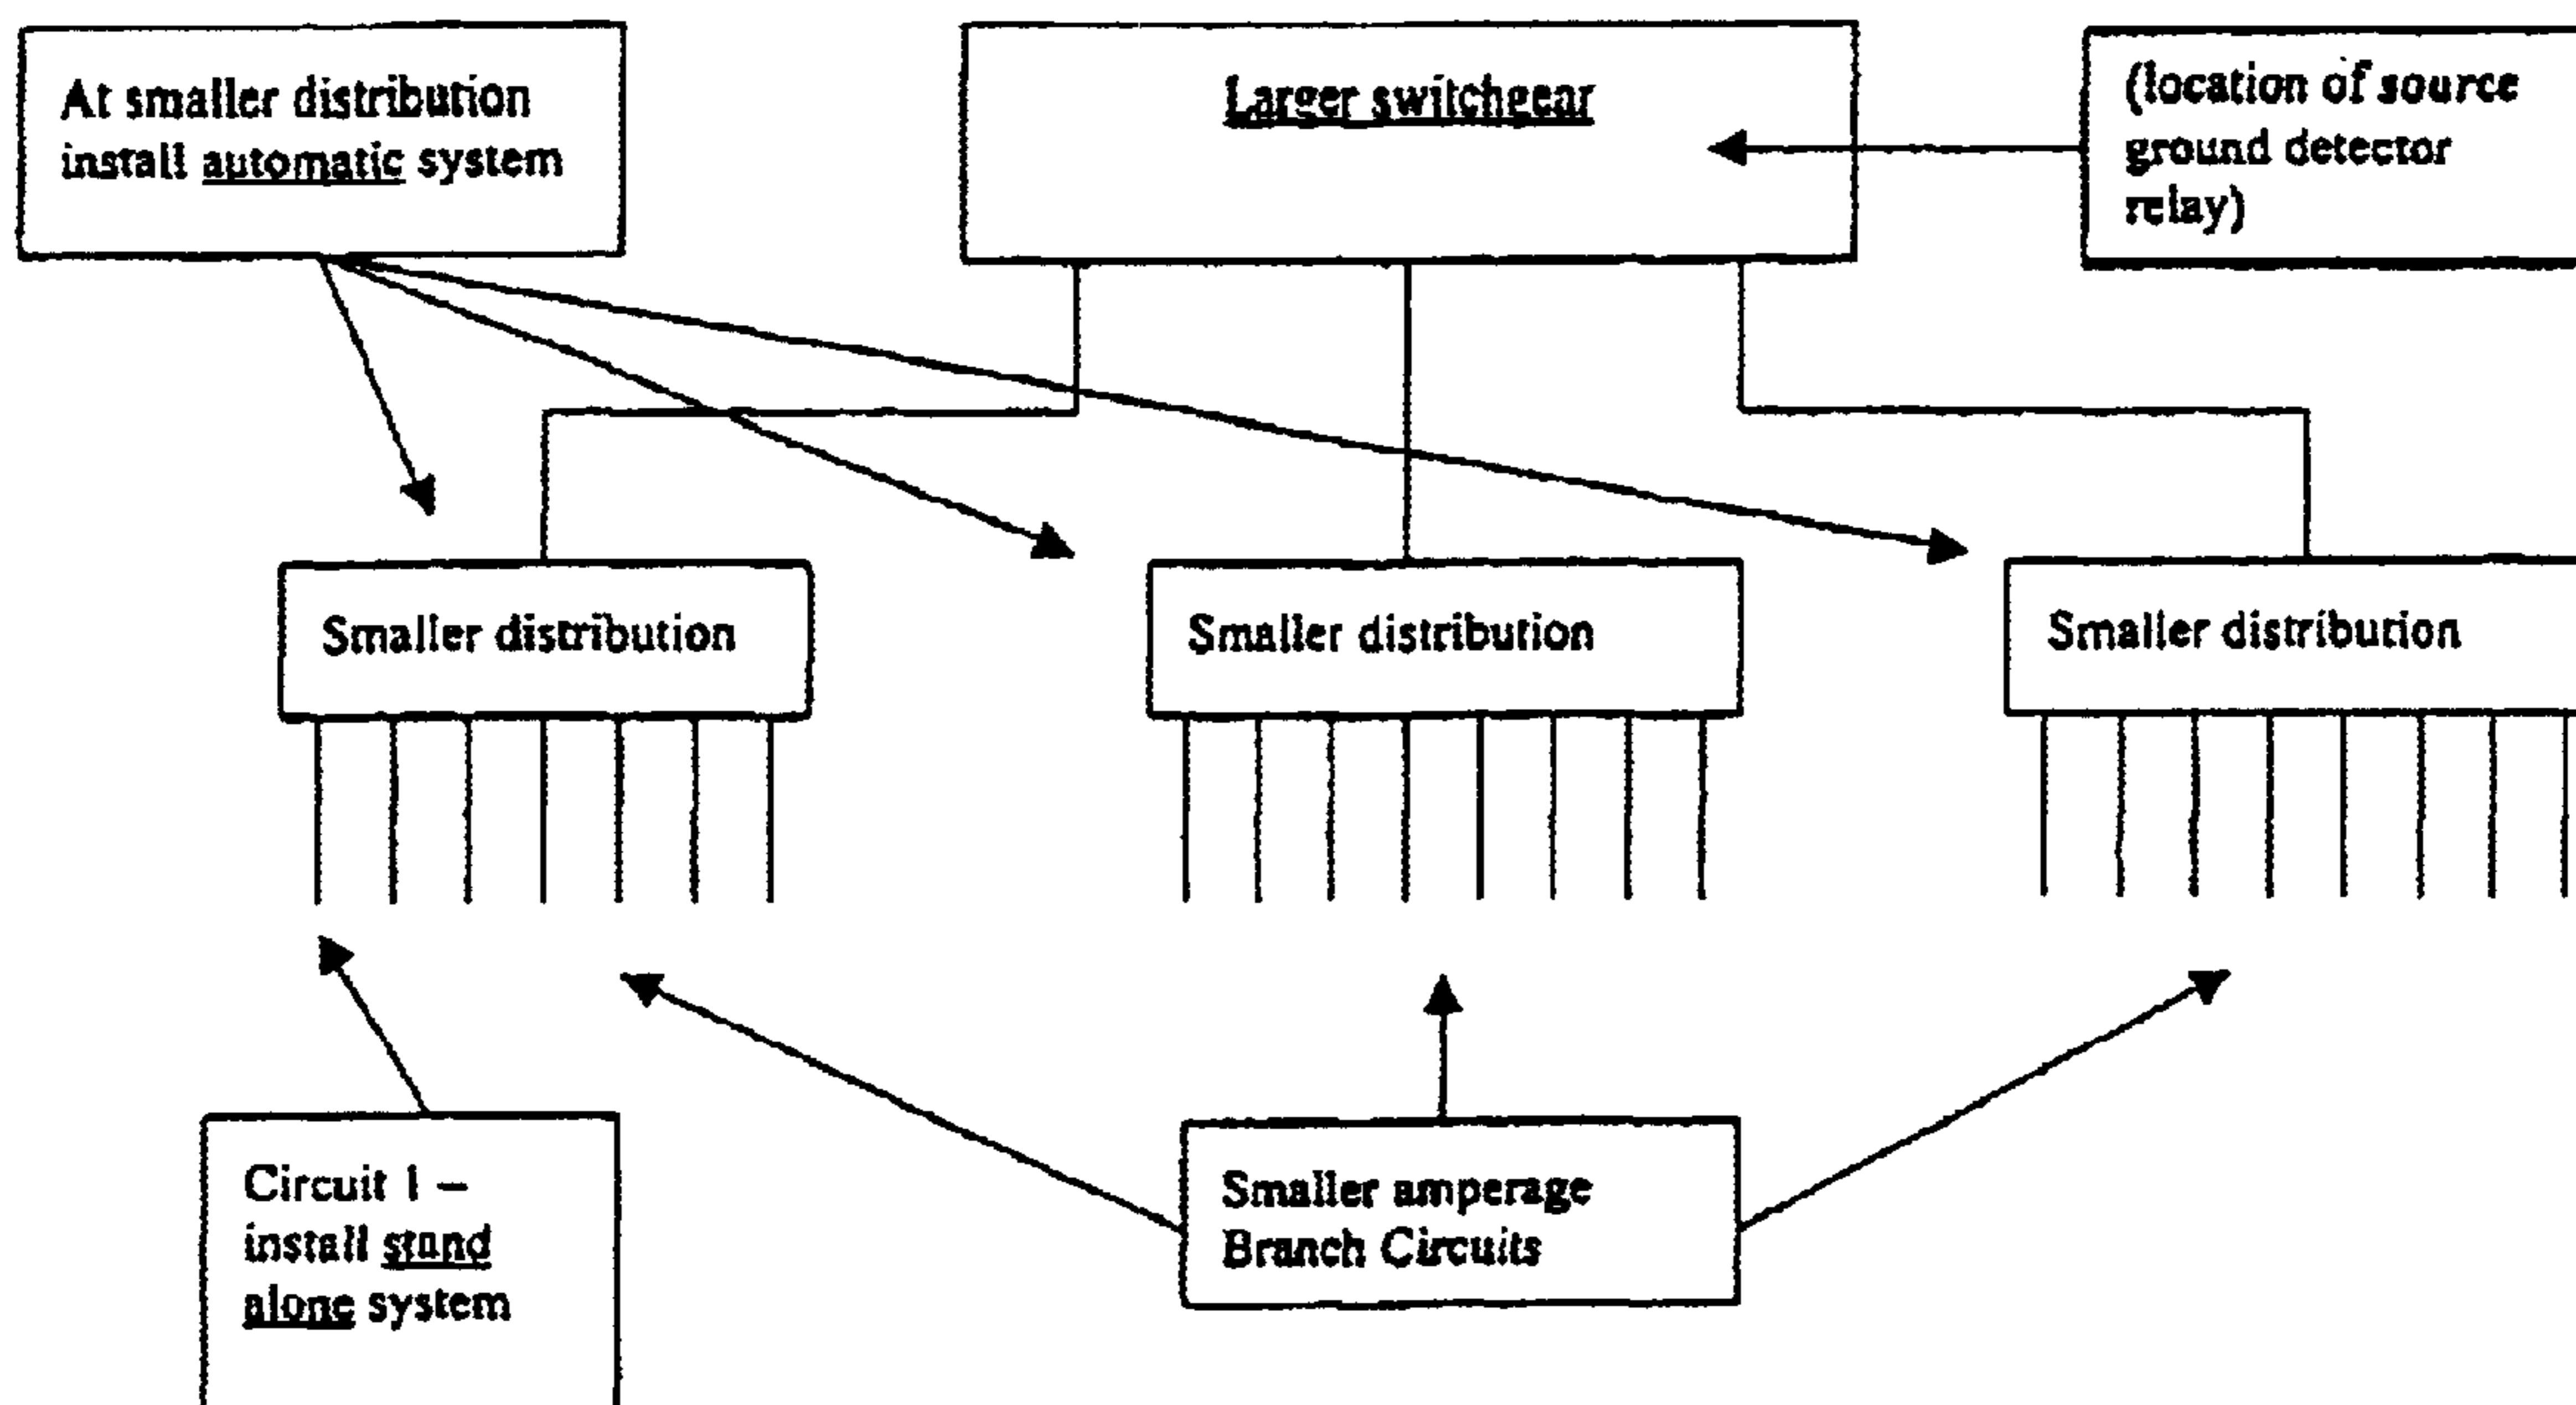 At smaller distribution
install automatic system
Larger switchgear
(location of source
ground detector
relay)
Smaller distribution
Smaller distribution
Smaller distribution
Circuit 1 –
install stand
alone system
Smaller amperage
Branch Circuits